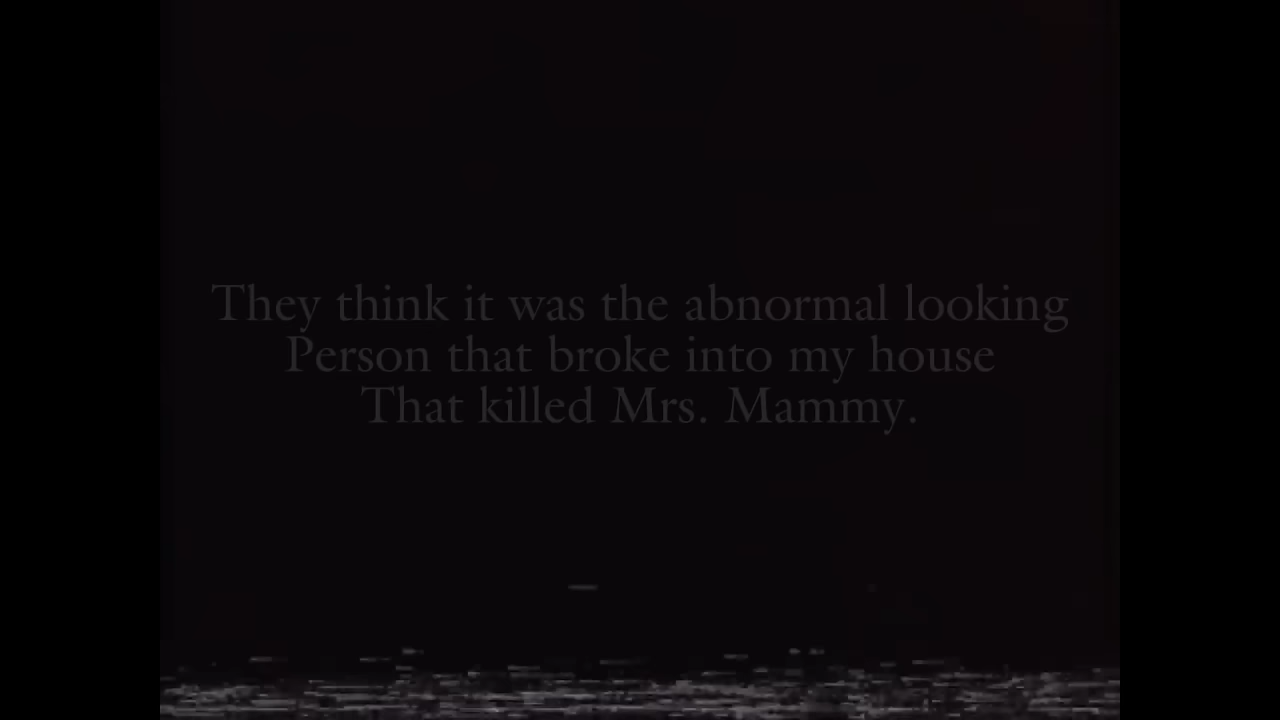 They think it was the abnormal looking
Person that broke into my house
That killed Mrs. Mammy.